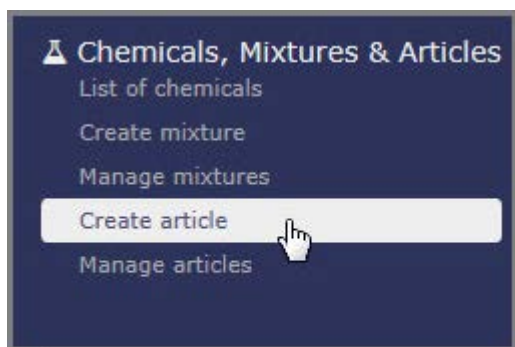 Chemicals, Mixtures & Articles
List of chemicals
Create mixture
Manage mixtures
Create article
Manage articles